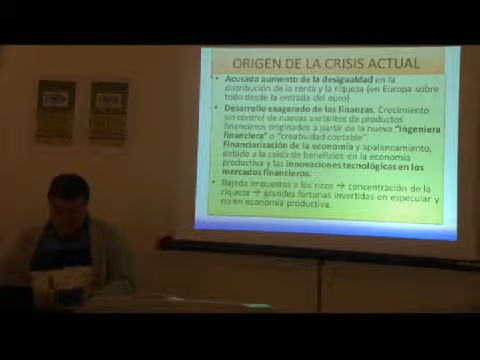 ORIGEN DE LA CRISIS ACTUAL
• Acusado aumento de la desigualdad en la
distribución de la renta y la riqueza (en Europa sobre
todo desde la entrada del euro).
• Desarrollo exagerado de las finanzas. Crecimiento
sin control de nuevas variantes de productos
financieros originados a partir de la nueva "ingeniera
financiera" o "creatividad contable".
Financiarización de la economía y apalancamiento,
debido a la caída de beneficios en la economía
productiva y las innovaciones tecnológicas en los
mercados financieros.
• Bajada impuestos a los ricos → concentración de la
riqueza → grandes fortunas invertidas en especular y
no en economía productiva.